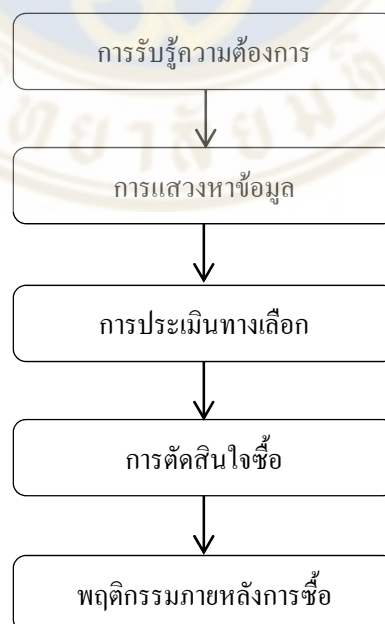 การรับรู้ความต้องการ
การแสวงหาข้อมูล
การประเมินทางเลือก
การตัดสินใจซื้อ
พฤติกรรมภายหลังการซื้อ